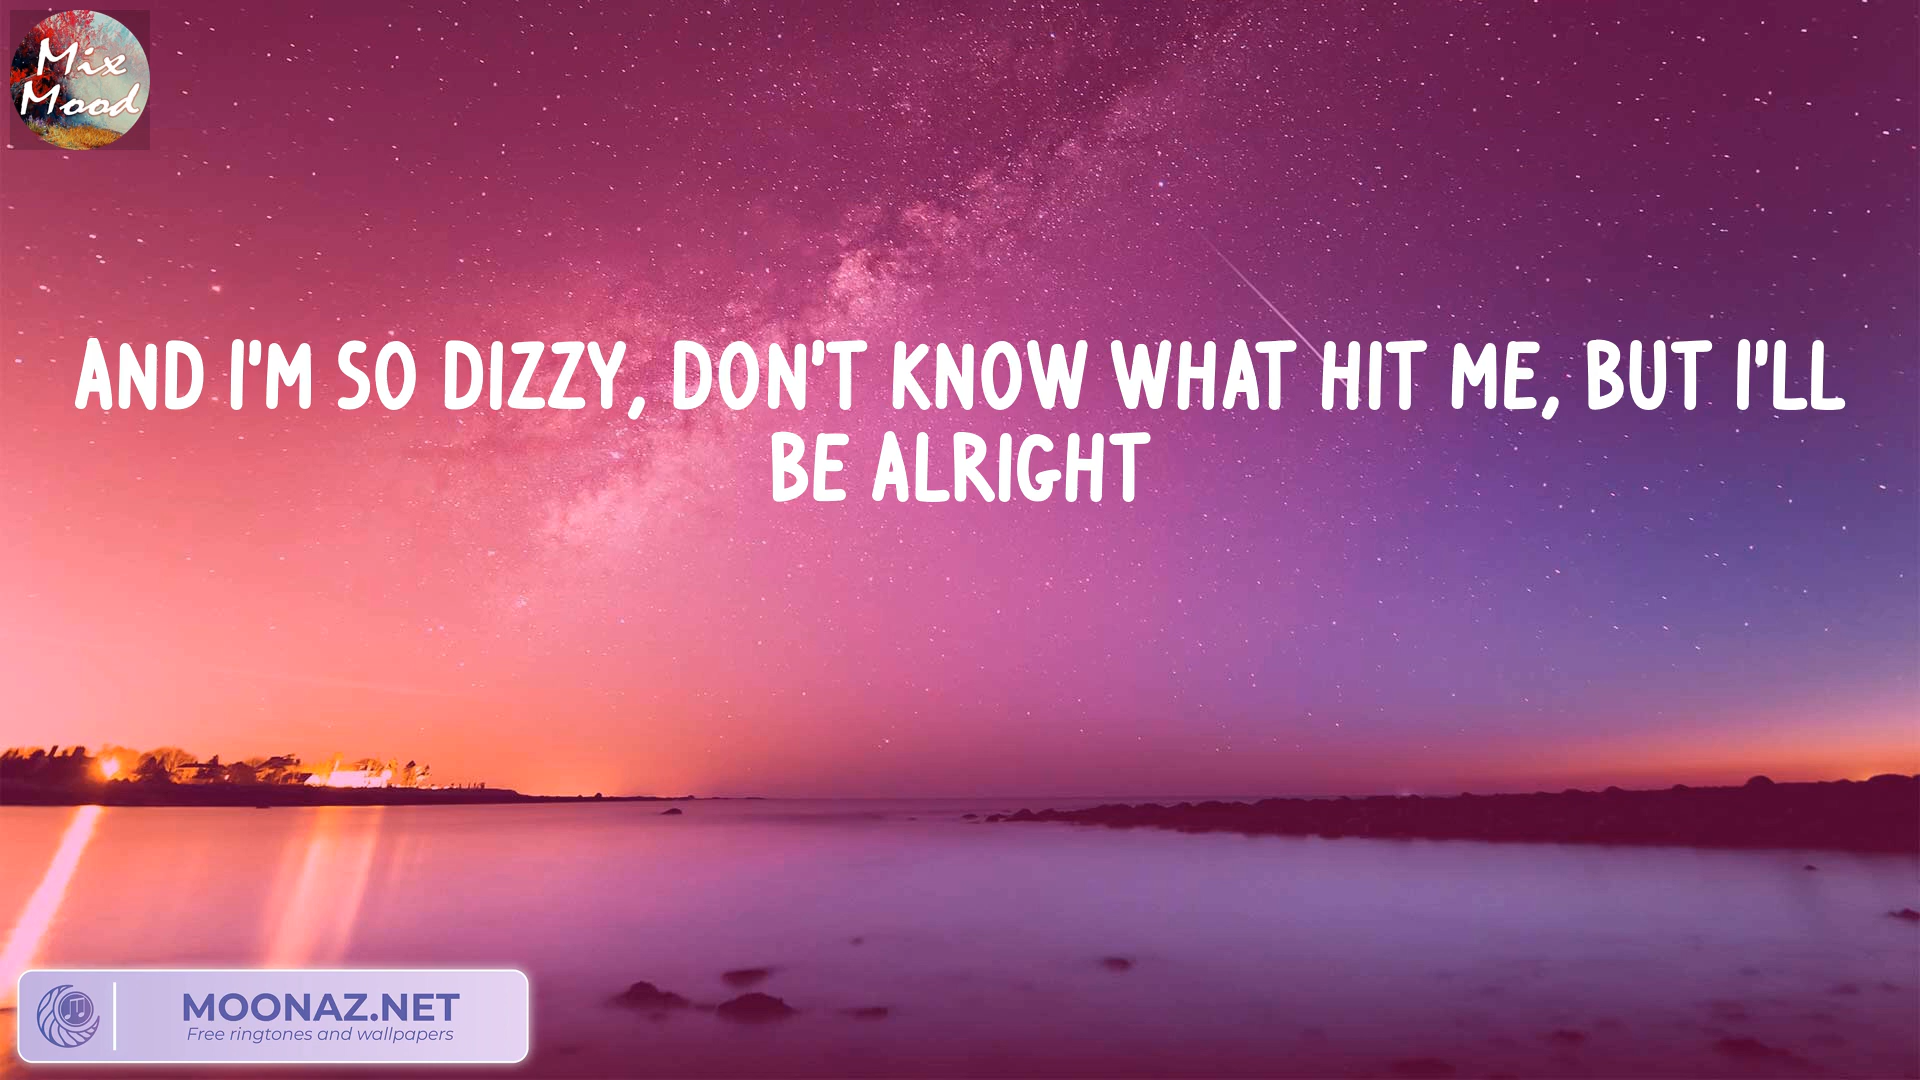 Mix
Mood
AND I'M SO DIZZY, DON'T KNOW WHAT HIT ME, BUT I'LL
BE ALRIGHT
MOONAZ.NET
Free ringtones and wallpapers